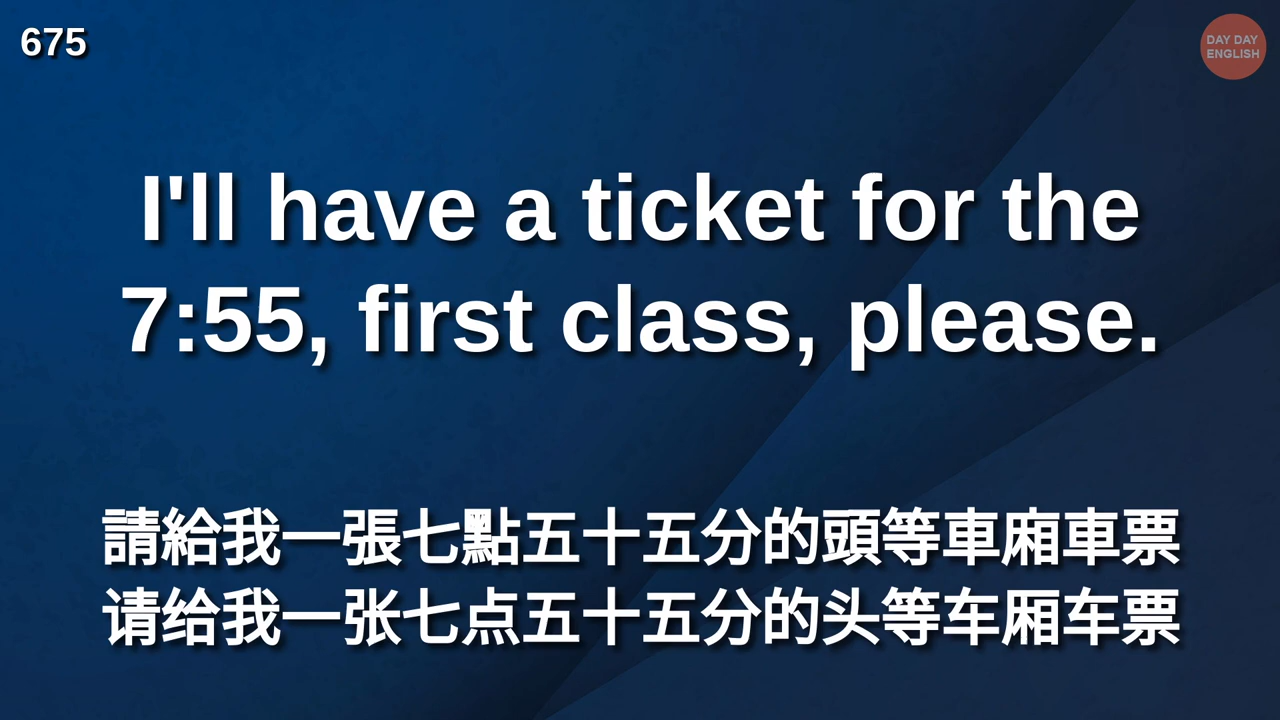 675
DAY DAY
ENGLISH
I'll have a ticket for the
7:55, first class, please.
請給我一張七點五十五分的頭等車廂車票
请给我一张七点五十五分的头等车厢车票